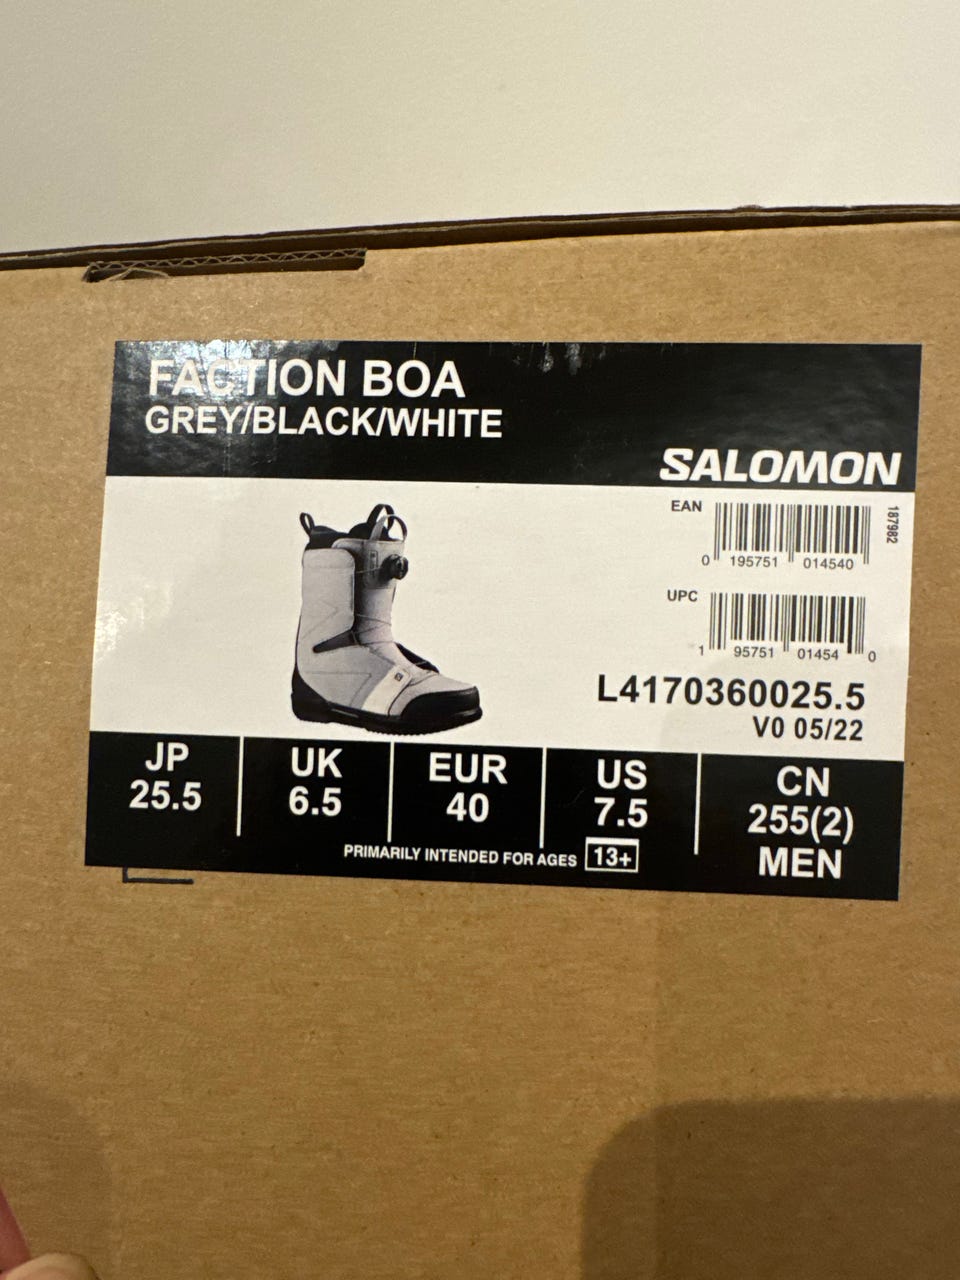 FACTION BOA
GREY/BLACK/WHITE
SALOMON
EAN
0 195751 014540
187982
UPC
1 95751 01454 0
L4170360025.5
V0 05/22
JP
25.5
UK
6.5
EUR
40
US
7.5
CN
255(2)
MEN
PRIMARILY INTENDED FOR AGES 13+